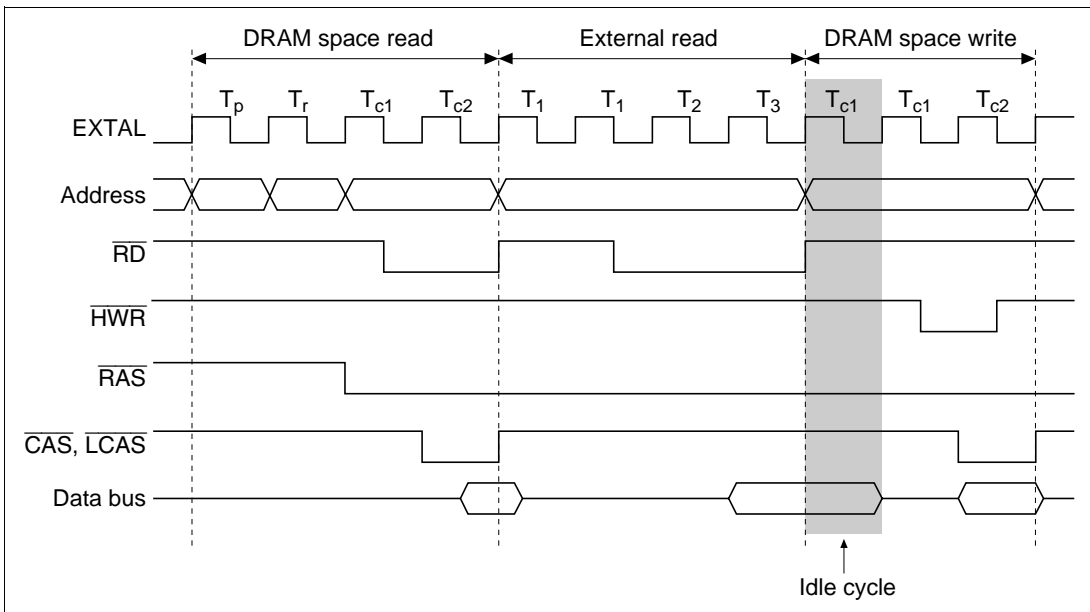 DRAM space read External read DRAM space write
Tp Tr Tc1 Tc2 T1 T1 T2 T3 Tc1 Tc1 Tc2
EXTAL
Address
RD
HWR
RAS
CAS, LCAS
Data bus
Idle cycle